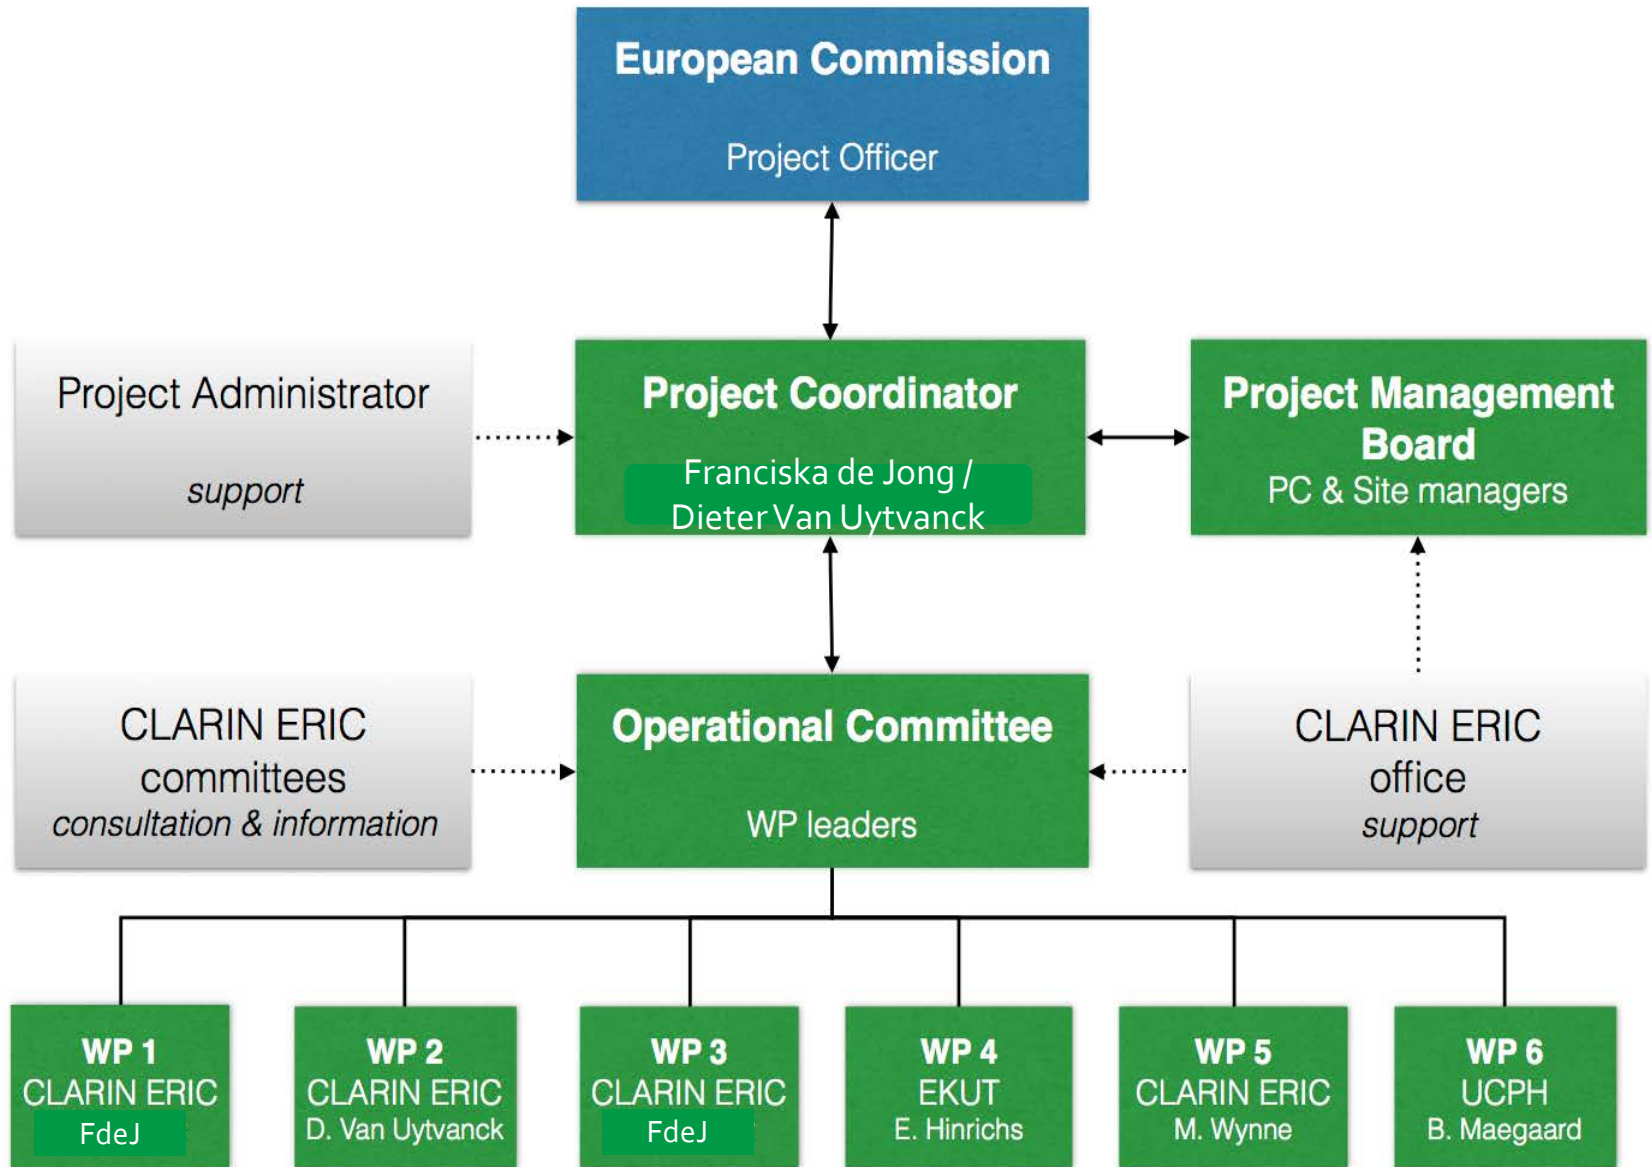 European Commission
Project Officer
Project Administrator
support
Project Coordinator
Franciska de Jong /
Dieter Van Uytvanck
Project Management
Board
PC & Site managers
CLARIN ERIC
committees
consultation & information
Operational Committee
WP leaders
CLARIN ERIC
office
support
WP 1
CLARIN ERIC
FdeJ
WP 2
CLARIN ERIC
D. Van Uytvanck
WP 3
CLARIN ERIC
FdeJ
WP 4
EKUT
E. Hinrichs
WP 5
CLARIN ERIC
M. Wynne
WP 6
UCPH
B. Maegaard